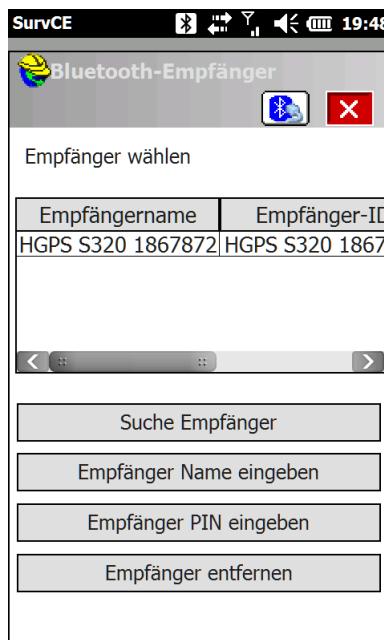 SurvCE 19:48
Bluetooth-Empfänger
Empfänger wählen
Empfängername Empfänger-ID
HGPS S320 1867872 HGPS S320 1867
Suche Empfänger
Empfänger Name eingeben
Empfänger PIN eingeben
Empfänger entfernen